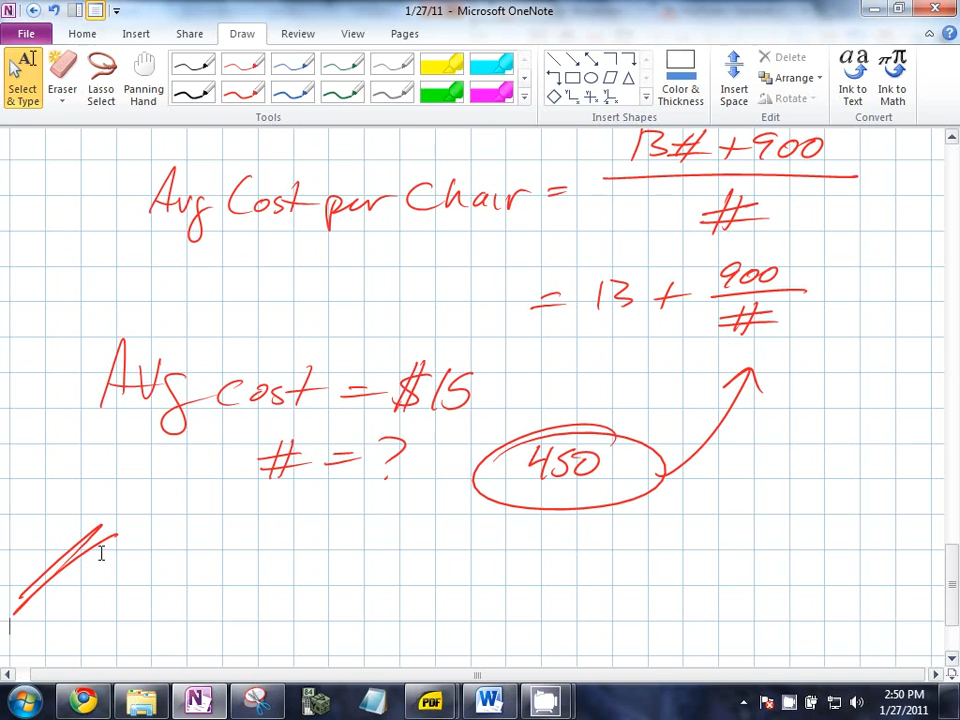 1/27/11 - Microsoft OneNote
File Home Insert Share Draw Review View Pages
Select & Type
Eraser
Lasso Select
Panning Hand
Color & Thickness
Insert Space
Delete
Arrange
Rotate
Ink to Text
Ink to Math
Tools Insert Shapes Edit Convert
13# + 900
Avg Cost per Chair =
#
= 13 + 900
#
Avg cost = $15
# = ? 450
PDF
2:50 PM
1/27/2011